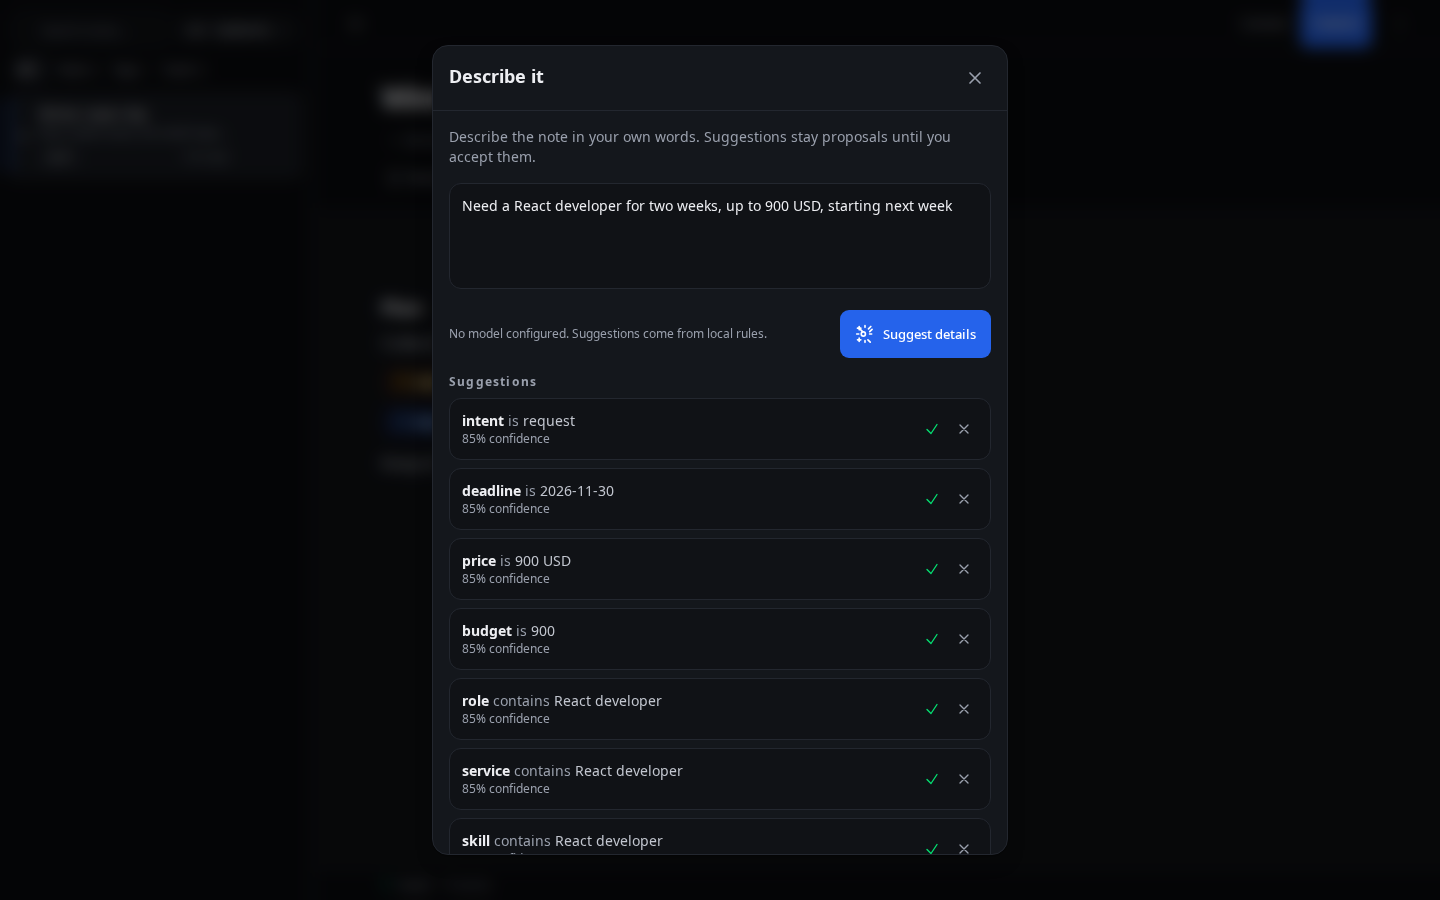 Describe it
Describe the note in your own words. Suggestions stay proposals until you
accept them.
Need a React developer for two weeks, up to 900 USD, starting next week
No model configured. Suggestions come from local rules.
Suggest details
Suggestions
intent is request
85% confidence
deadline is 2026-11-30
85% confidence
price is 900 USD
85% confidence
budget is 900
85% confidence
role contains React developer
85% confidence
service contains React developer
85% confidence
skill contains React developer